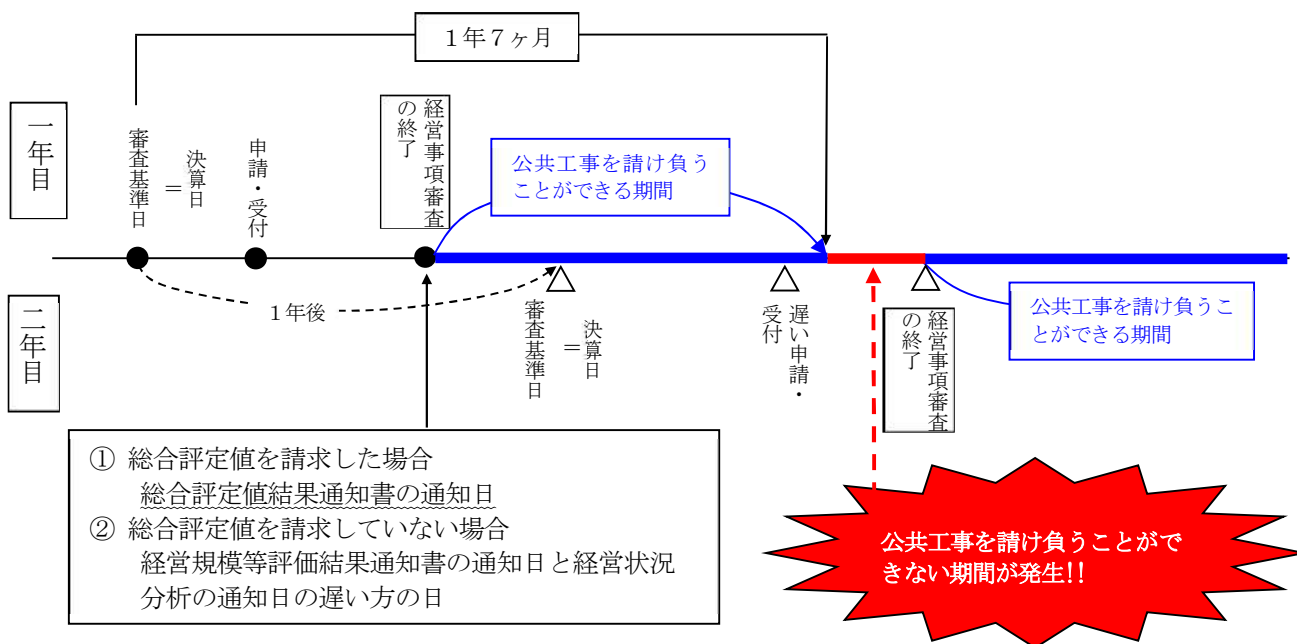 1年7ヶ月
一年目
審査基準日
＝
決算日
申請・受付
経営事項審査
の終了
公共工事を請け負う
ことができる期間
1年後
二年目
審査基準日
＝
決算日
遅い申請・
受付
経営事項審査
の終了
公共工事を請け負うこ
とができる期間
① 総合評定値を請求した場合
総合評定値結果通知書の通知日
② 総合評定値を請求していない場合
経営規模等評価結果通知書の通知日と経営状況
分析の通知日の遅い方の日
公共工事を請け負うことがで
きない期間が発生!!